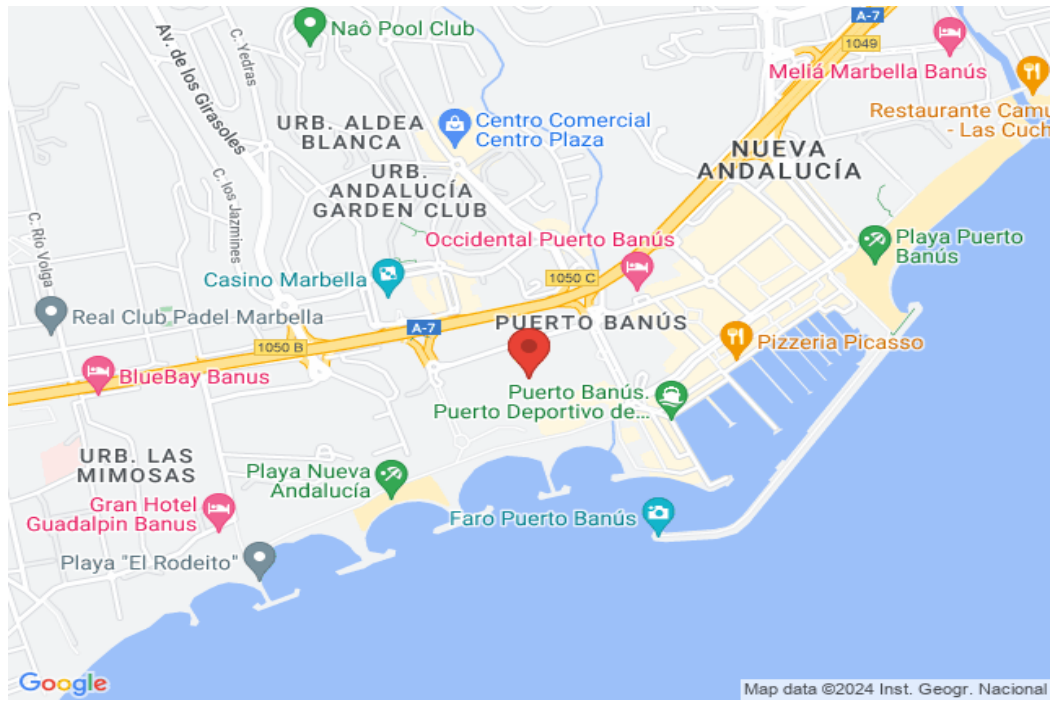 Naô Pool Club
A-7
1049
Meliá Marbella Banús
Av. de los Girasoles
C. Yedras
Restaurante Camu
- Las Cuch
URB. ALDEA
BLANCA
Centro Comercial
Centro Plaza
NUEVA
ANDALUCÍA
URB.
ANDALUCÍA
GARDEN CLUB
C. los Jazmines
C. Río Volga
Occidental Puerto Banús
Playa Puerto
Banús
Casino Marbella
1050 C
Real Club Padel Marbella
A-7
PUERTO BANÚS
Pizzeria Picasso
1050 B
BlueBay Banus
Puerto Banús.
Puerto Deportivo de...
URB. LAS
MIMOSAS
Playa Nueva
Andalucía
Gran Hotel
Guadalpin Banus
Faro Puerto Banús
Playa "El Rodeito"
Google
Map data ©2024 Inst. Geogr. Nacional